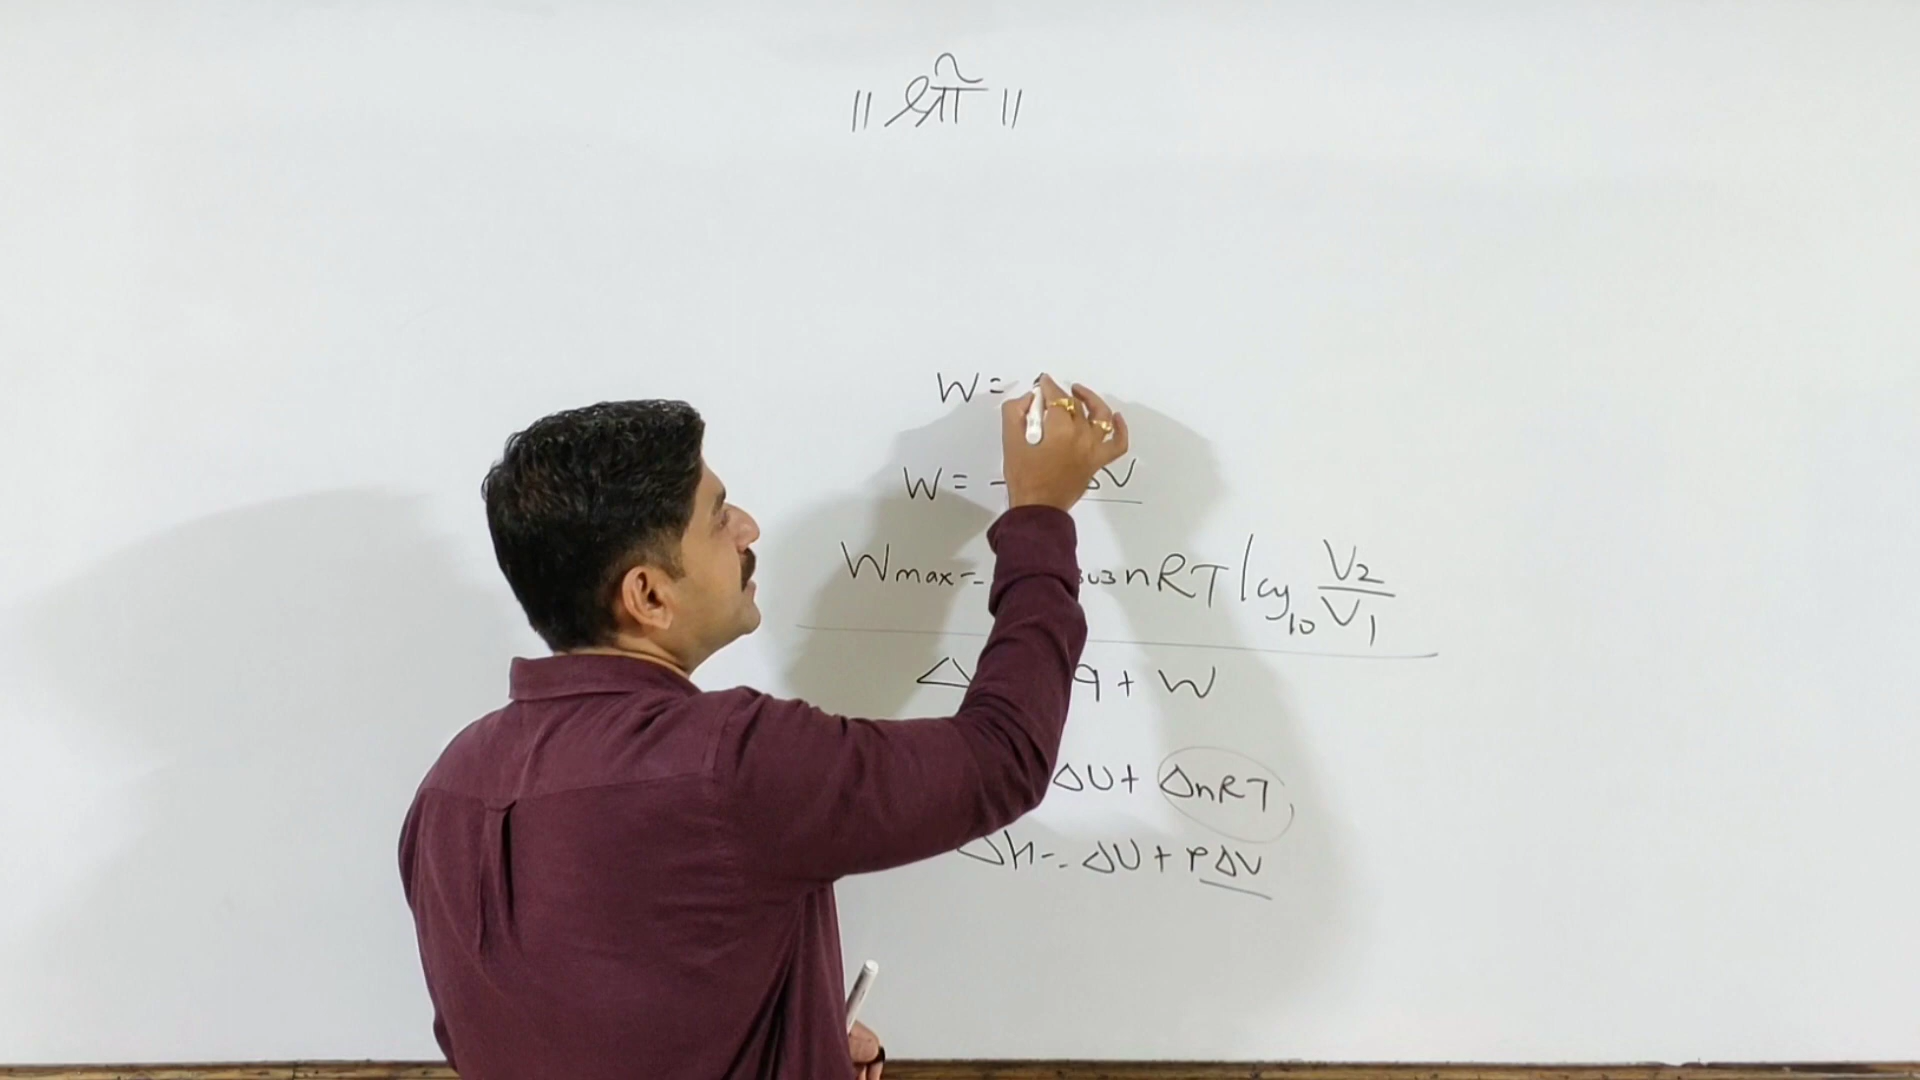 ॥ श्री ॥
W =
W = - ΔV
Wmax = nRT log10 V2/V1
q + W
ΔU + ΔnRT,
ΔH = ΔU + PΔV